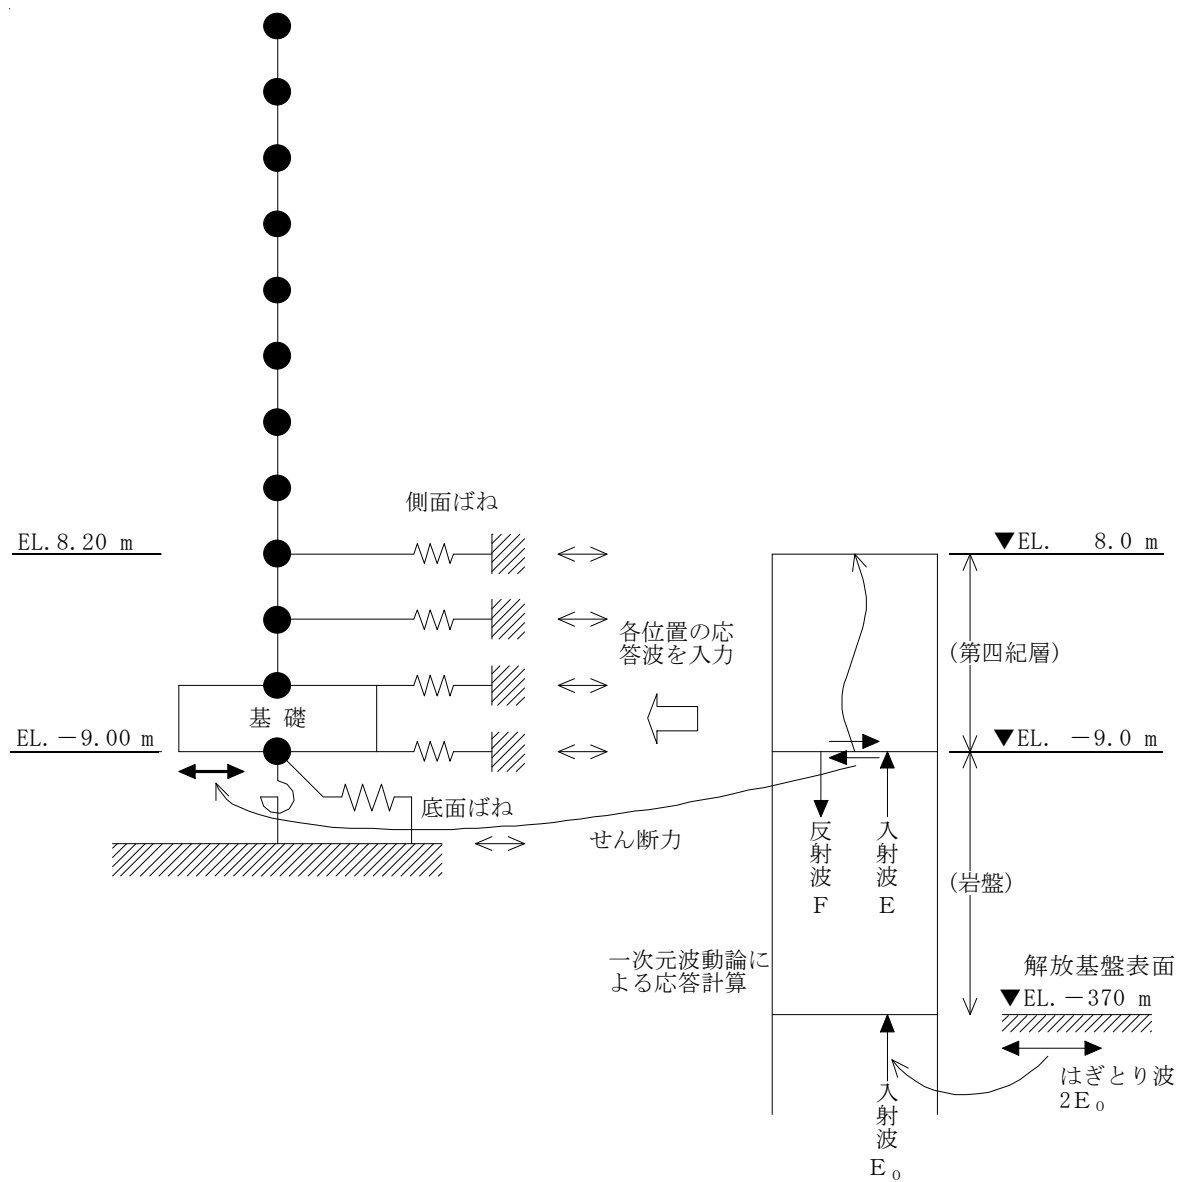 側面ばね
EL.8.20 m
▼EL. 8.0 m
各位置の応
答波を入力
(第四紀層)
基 礎
EL.－9.00 m
▼EL. －9.0 m
底面ばね
せん断力
反射波F
入射波E
(岩盤)
一次元波動論に
よる応答計算
解放基盤表面
▼EL.－370 m
はぎとり波
2E₀
入射波E₀